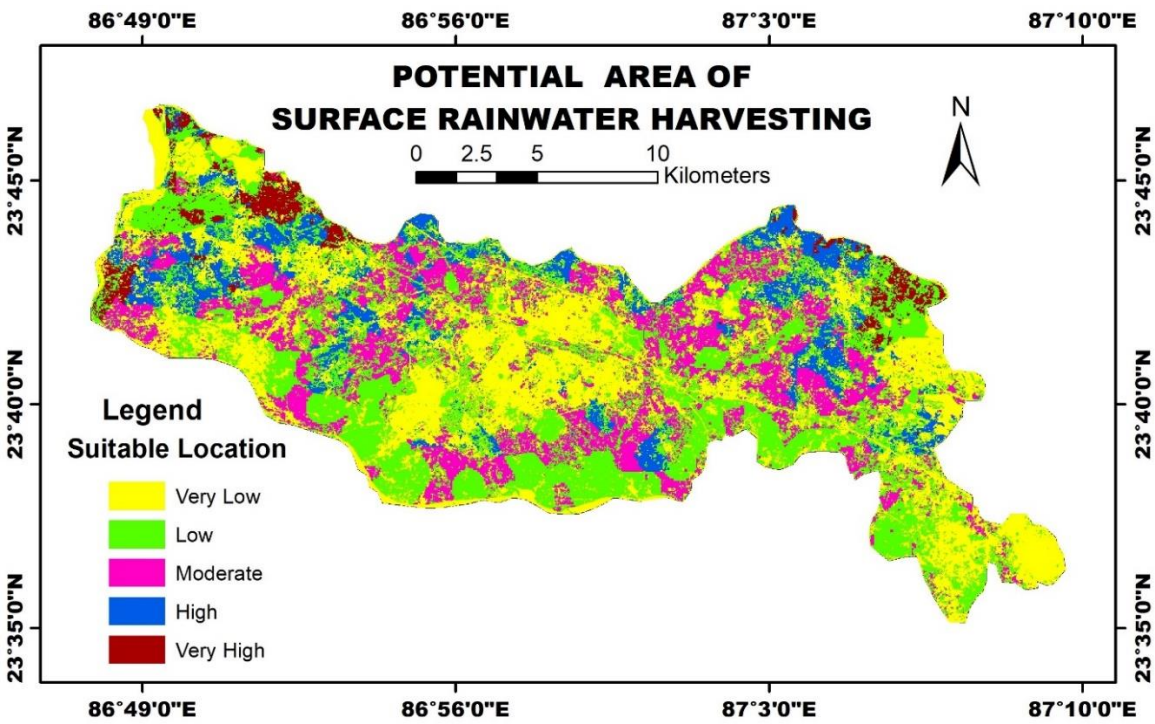 86°49'0"E 86°56'0"E 87°3'0"E 87°10'0"E
POTENTIAL AREA OF
SURFACE RAINWATER HARVESTING
N
0 2.5 5 10
Kilometers
23°45'0"N 23°45'0"N
23°40'0"N 23°40'0"N
Legend
Suitable Location
Very Low
Low
Moderate
High
Very High
23°35'0"N 23°35'0"N
86°49'0"E 86°56'0"E 87°3'0"E 87°10'0"E